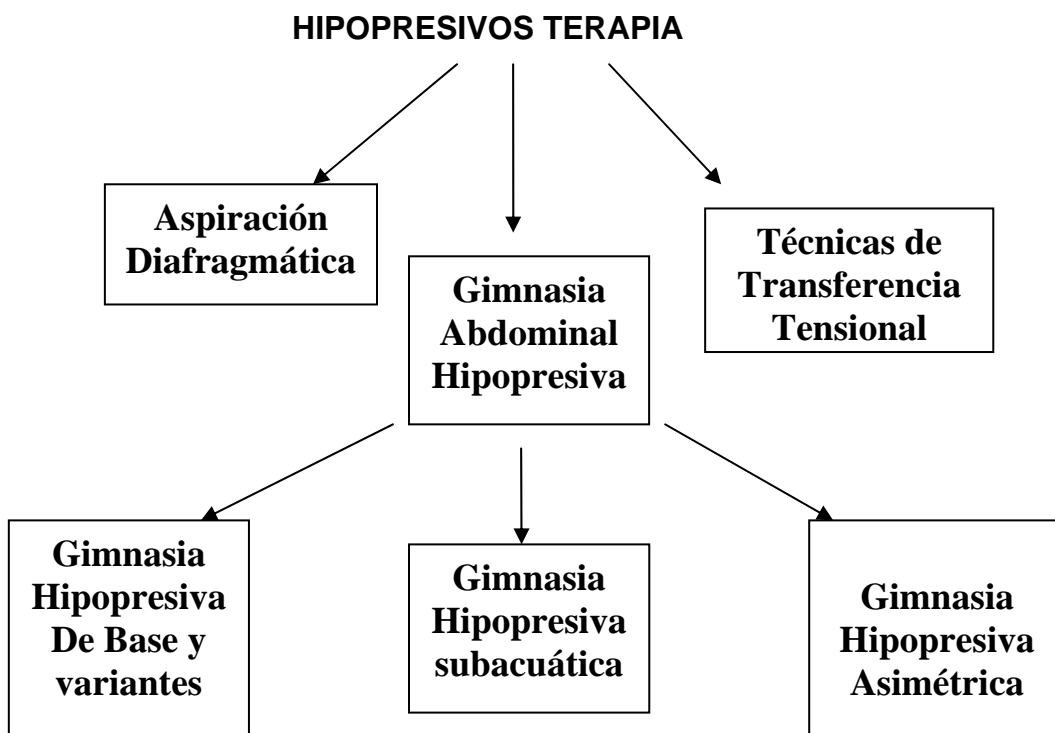 HIPOPRESIVOS TERAPIA
Aspiración
Diafragmática
Gimnasia
Abdominal
Hipopresiva
Técnicas de
Transferencia
Tensional
Gimnasia
Hipopresiva
De Base y
variantes
Gimnasia
Hipopresiva
subacuática
Gimnasia
Hipopresiva
Asimétrica